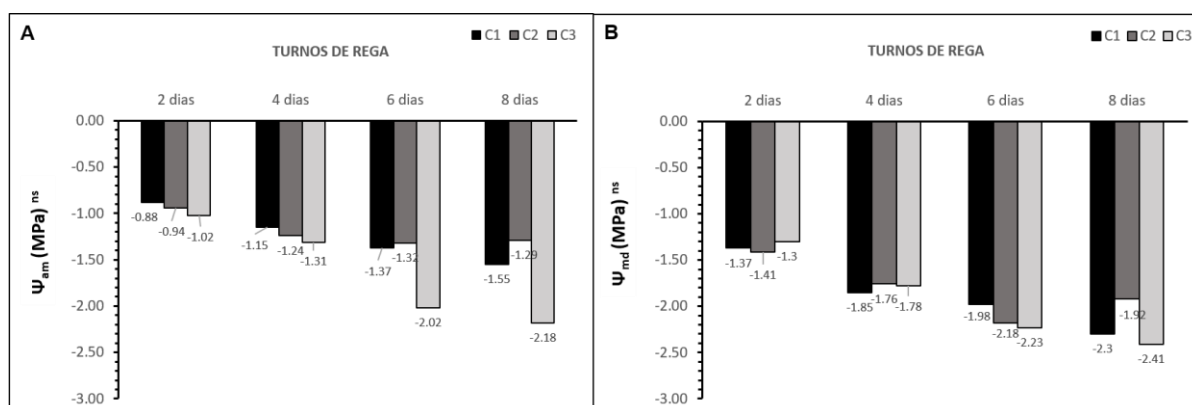 A
C1 C2 C3
TURNOS DE REGA
2 dias 4 dias 6 dias 8 dias
0.00
-0.50
-1.00
-1.50
-2.00
-2.50
-3.00
Ψam (MPa) ns
-0.88 -0.94 -1.02
-1.15 -1.24 -1.31
-1.37 -1.32 -2.02
-1.55 -1.29 -2.18
B
C1 C2 C3
TURNOS DE REGA
2 dias 4 dias 6 dias 8 dias
0.00
-0.50
-1.00
-1.50
-2.00
-2.50
-3.00
Ψmd (MPa) ns
-1.37 -1.41 -1.3
-1.85 -1.76 -1.78
-1.98 -2.18 -2.23
-2.3 -1.92 -2.41